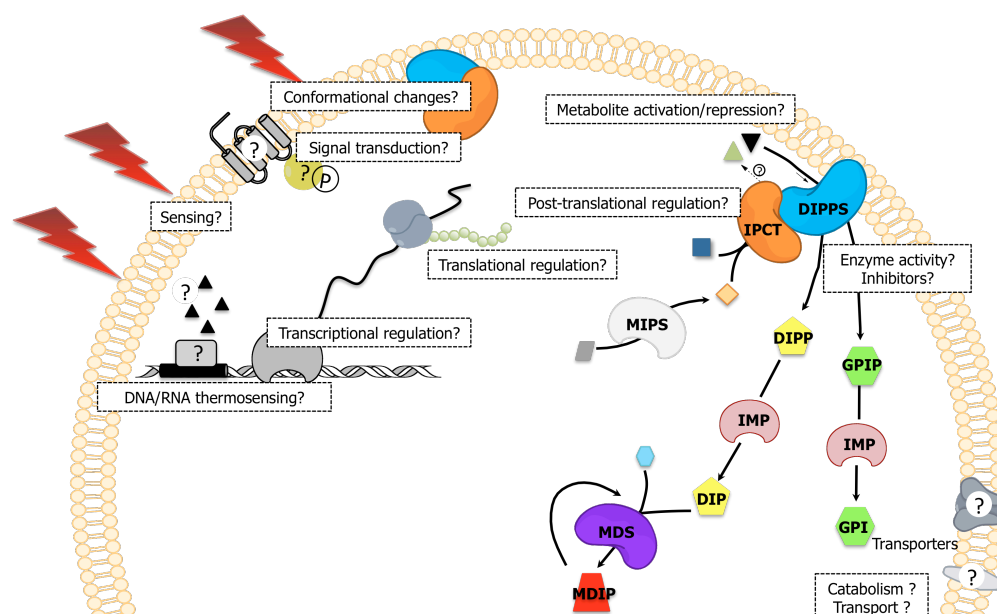 Conformational changes?
Metabolite activation/repression?
?
Signal transduction?
? P
?
Sensing?
Post-translational regulation?
DIPPS
IPCT
Translational regulation?
Enzyme activity?
Inhibitors?
?
Transcriptional regulation?
MIPS
DIPP
?
GPIP
DNA/RNA thermosensing?
IMP
IMP
DIP
?
MDS
GPI
Transporters
?
MDIP
Catabolism ?
Transport ?